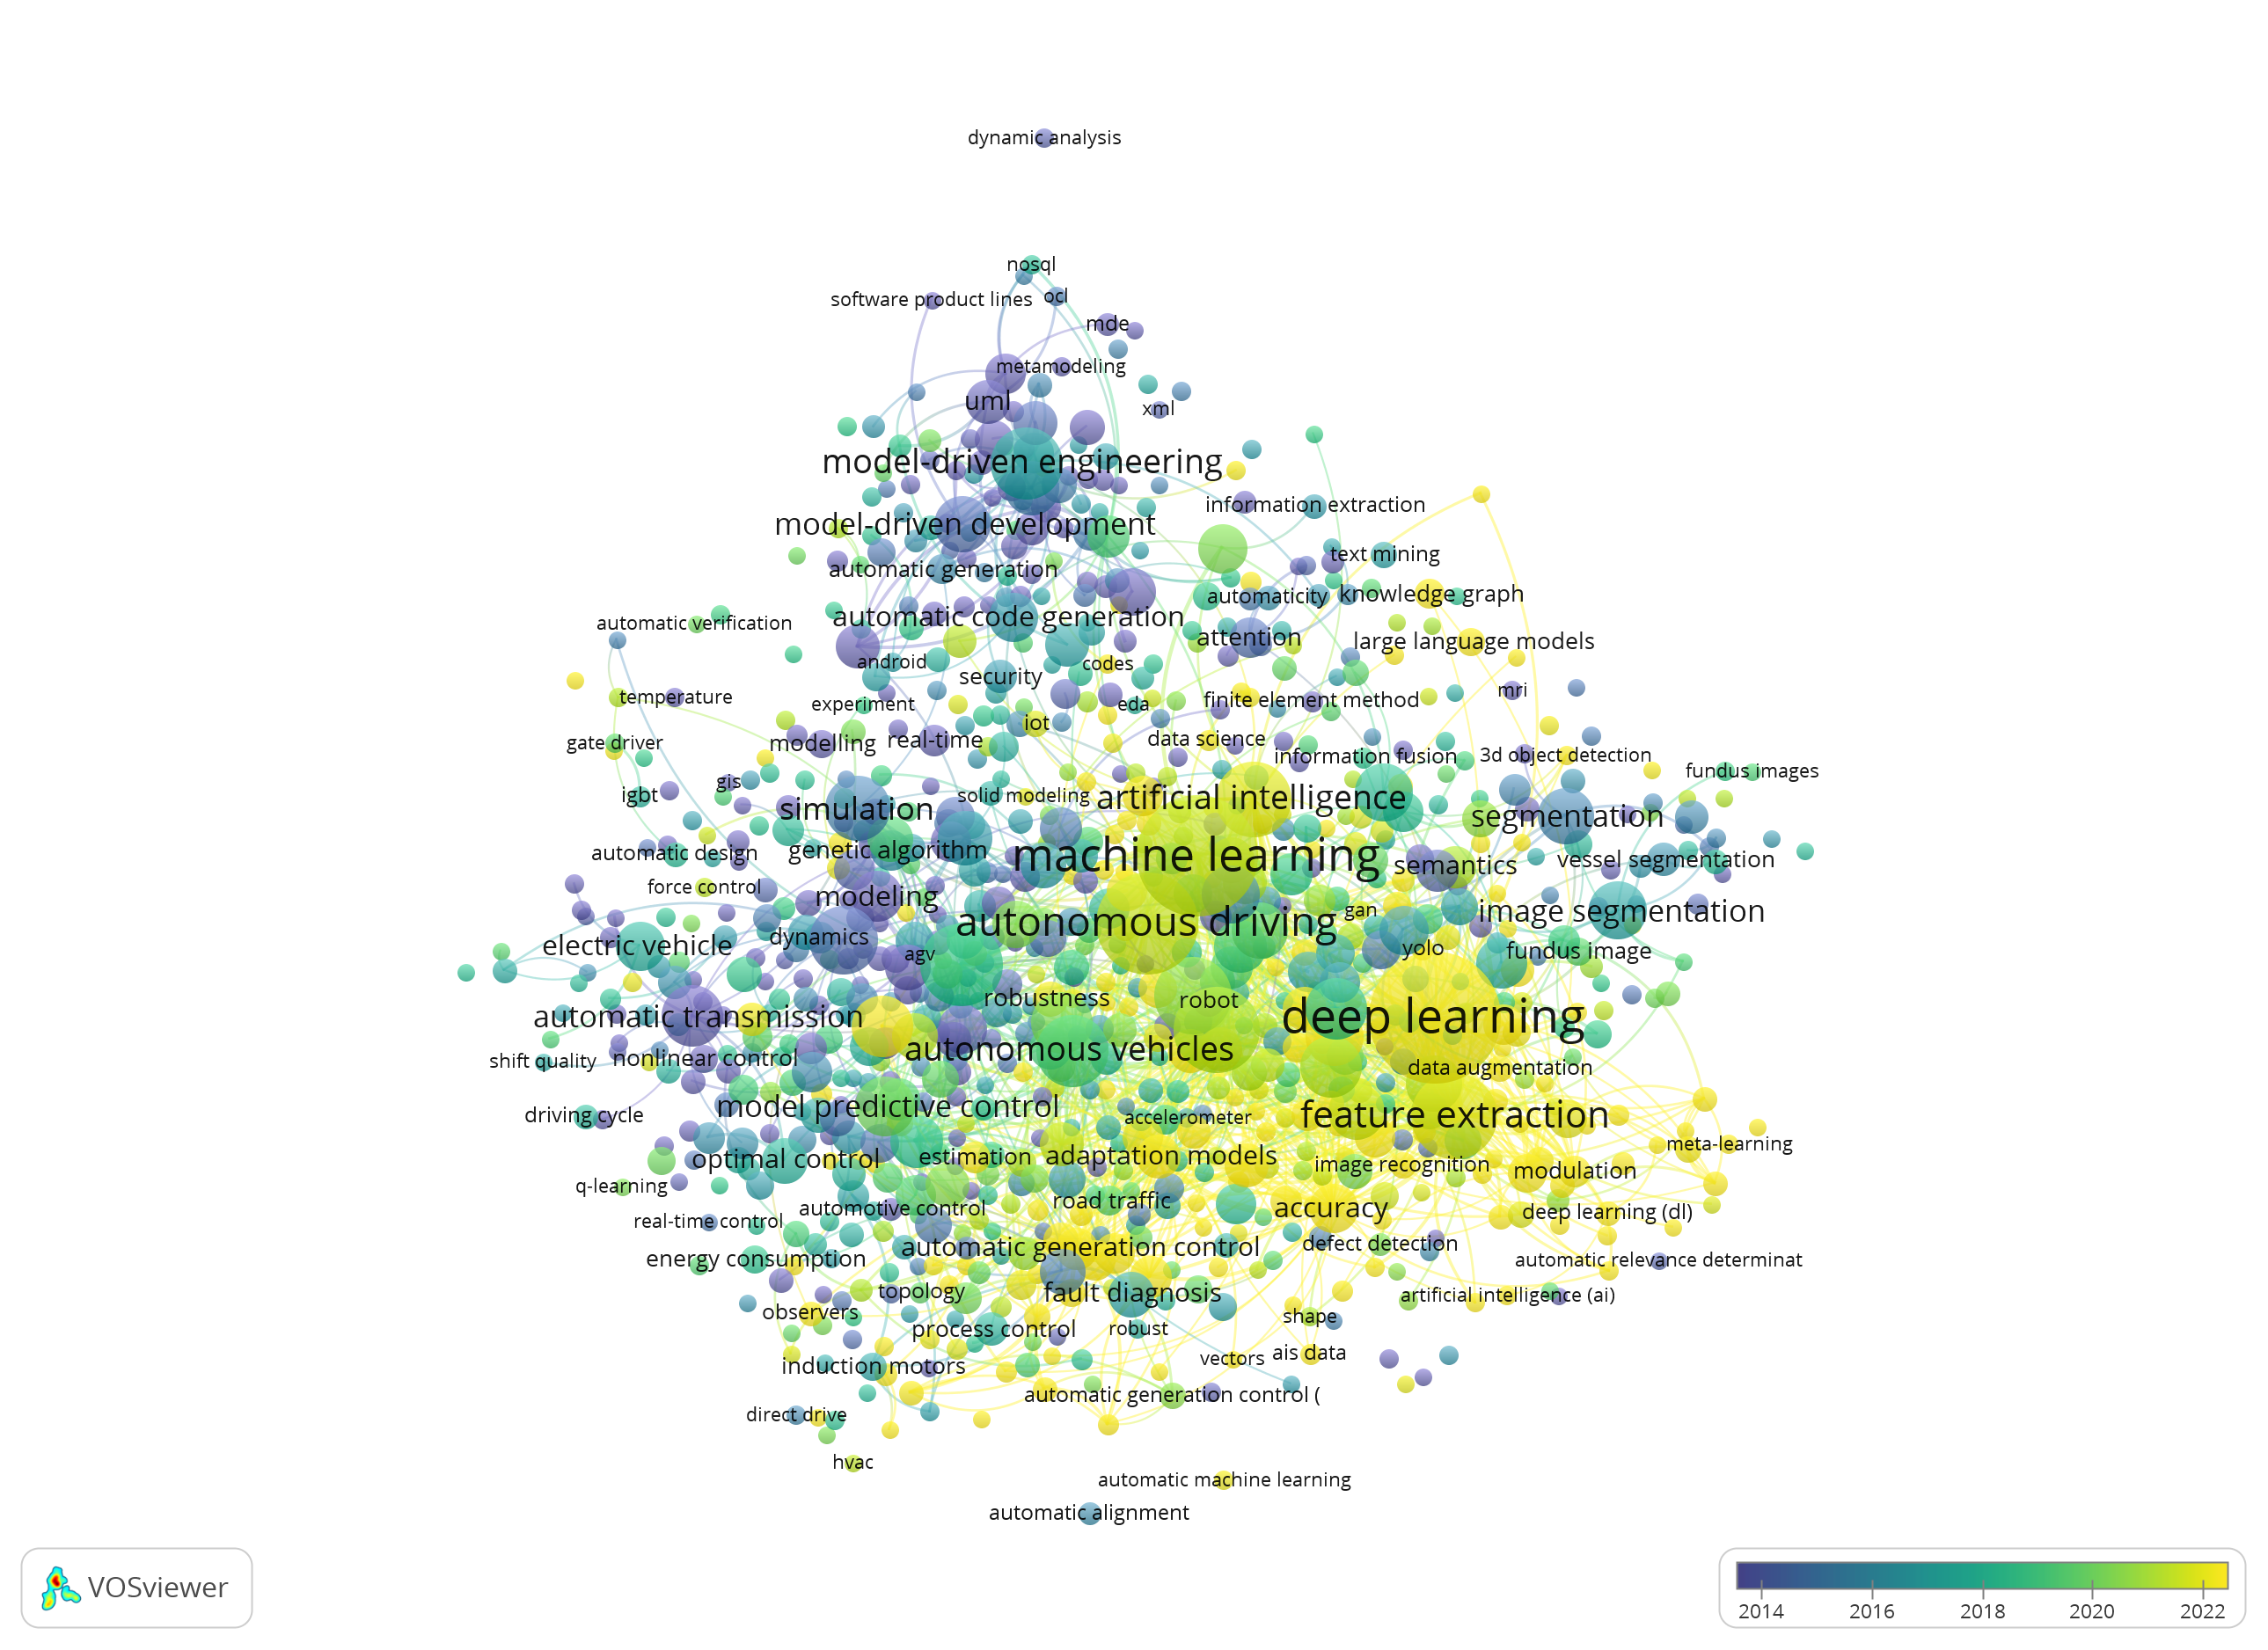 dynamic analysis
nosql
software product lines
ocl
mde
metamodeling
uml
xml
model-driven engineering
information extraction
model-driven development
text mining
automatic generation
automaticity
knowledge graph
automatic code generation
automatic verification
attention
large language models
android
codes
security
mri
temperature
experiment
eda
finite element method
iot
gate driver
modelling
real-time
data science
information fusion
3d object detection
fundus images
gis
igbt
solid modeling
artificial intelligence
simulation
segmentation
automatic design
genetic algorithm
machine learning
semantics
vessel segmentation
force control
modeling
autonomous driving
gan
image segmentation
electric vehicle
dynamics
agv
yolo
fundus image
robustness
robot
automatic transmission
deep learning
shift quality
nonlinear control
autonomous vehicles
data augmentation
driving cycle
model predictive control
accelerometer
feature extraction
meta-learning
optimal control
estimation
adaptation models
image recognition
modulation
q-learning
automotive control
road traffic
accuracy
real-time control
deep learning (dl)
energy consumption
automatic generation control
defect detection
automatic relevance determinat
topology
fault diagnosis
artificial intelligence (ai)
observers
process control
robust
shape
induction motors
vectors
ais data
automatic generation control (
direct drive
hvac
automatic machine learning
automatic alignment
VOSviewer
2014
2016
2018
2020
2022